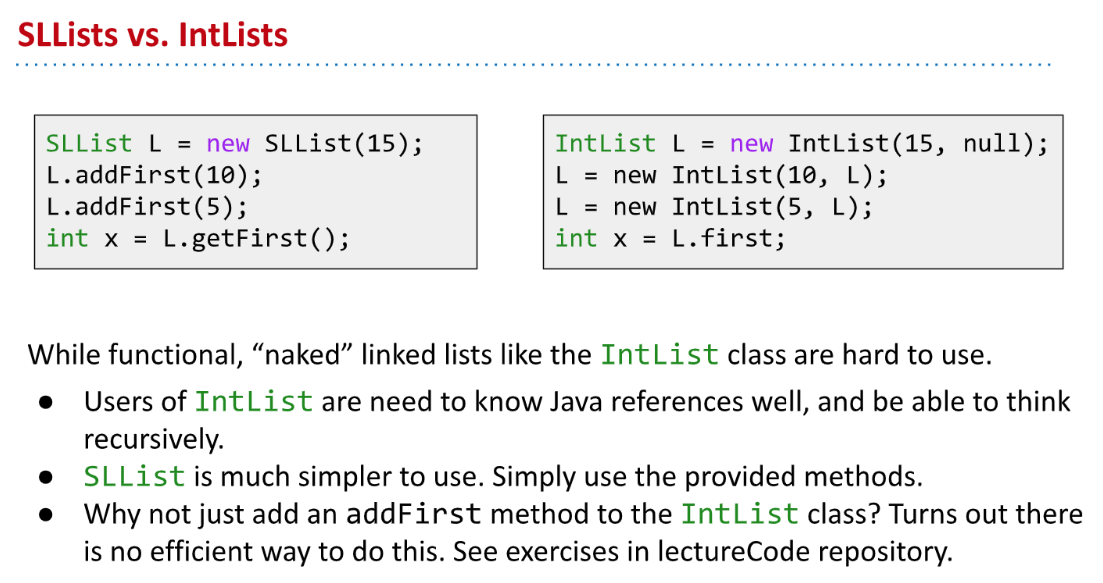 SLLists vs. IntLists
SLList L = new SLList(15);
L.addFirst(10);
L.addFirst(5);
int x = L.getFirst();
IntList L = new IntList(15, null);
L = new IntList(10, L);
L = new IntList(5, L);
int x = L.first;
While functional, “naked” linked lists like the IntList class are hard to use.
● Users of IntList are need to know Java references well, and be able to think
recursively.
● SLList is much simpler to use. Simply use the provided methods.
● Why not just add an addFirst method to the IntList class? Turns out there
is no efficient way to do this. See exercises in lectureCode repository.